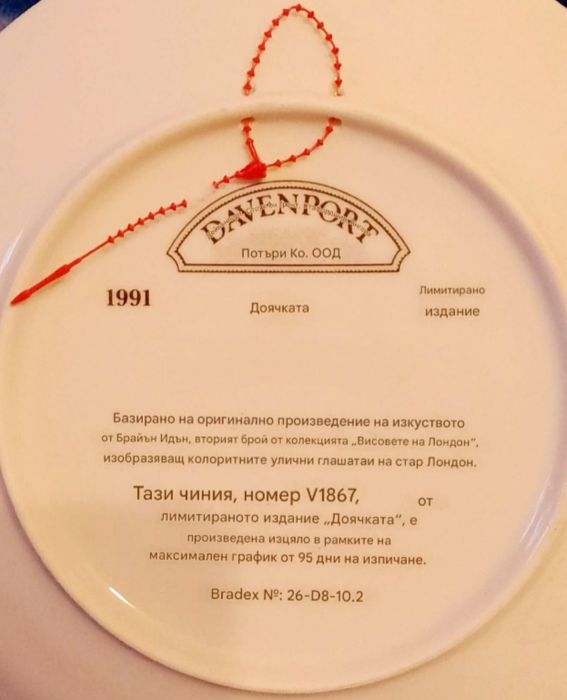 DAVENPORT
Потъри Ко. ООД
1991
Доячката
Лимитирано
издание
Базирано на оригинално произведение на изкуството
от Брайън Идън, вторият брой от колекцията „Висовете на Лондон“,
изобразяващ колоритните улични глашатаи на стар Лондон.
Тази чиния, номер V1867, от
лимитираното издание „Доячката“, е
произведена изцяло в рамките на
максимален график от 95 дни на изпичане.
Bradex №: 26-D8-10.2